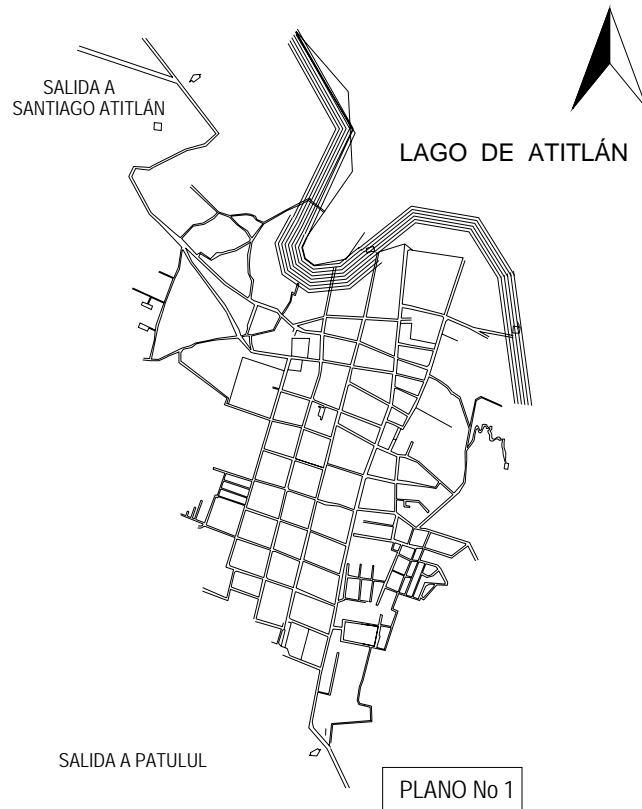 SALIDA A
SANTIAGO ATITLÁN
LAGO DE ATITLÁN
SALIDA A PATULUL
PLANO No 1